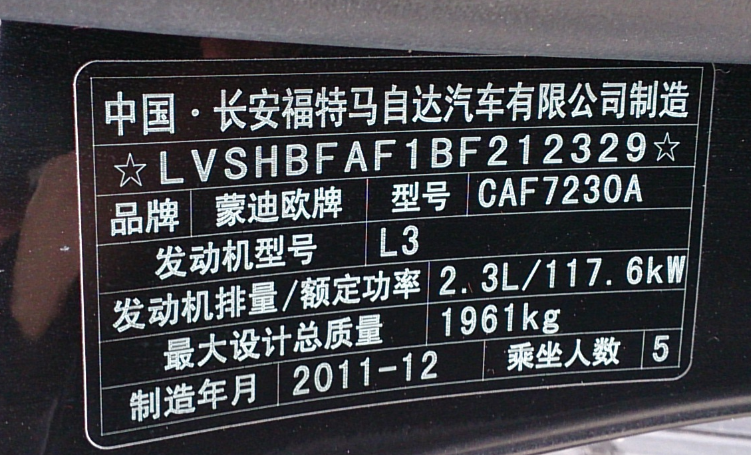 中国·长安福特马自达汽车有限公司制造
☆LVSHBFAF1BF212329☆
品牌 蒙迪欧牌 型号 CAF7230A
发动机型号 L3
发动机排量/额定功率 2.3L/117.6kW
最大设计总质量 1961kg
制造年月 2011-12 乘坐人数 5